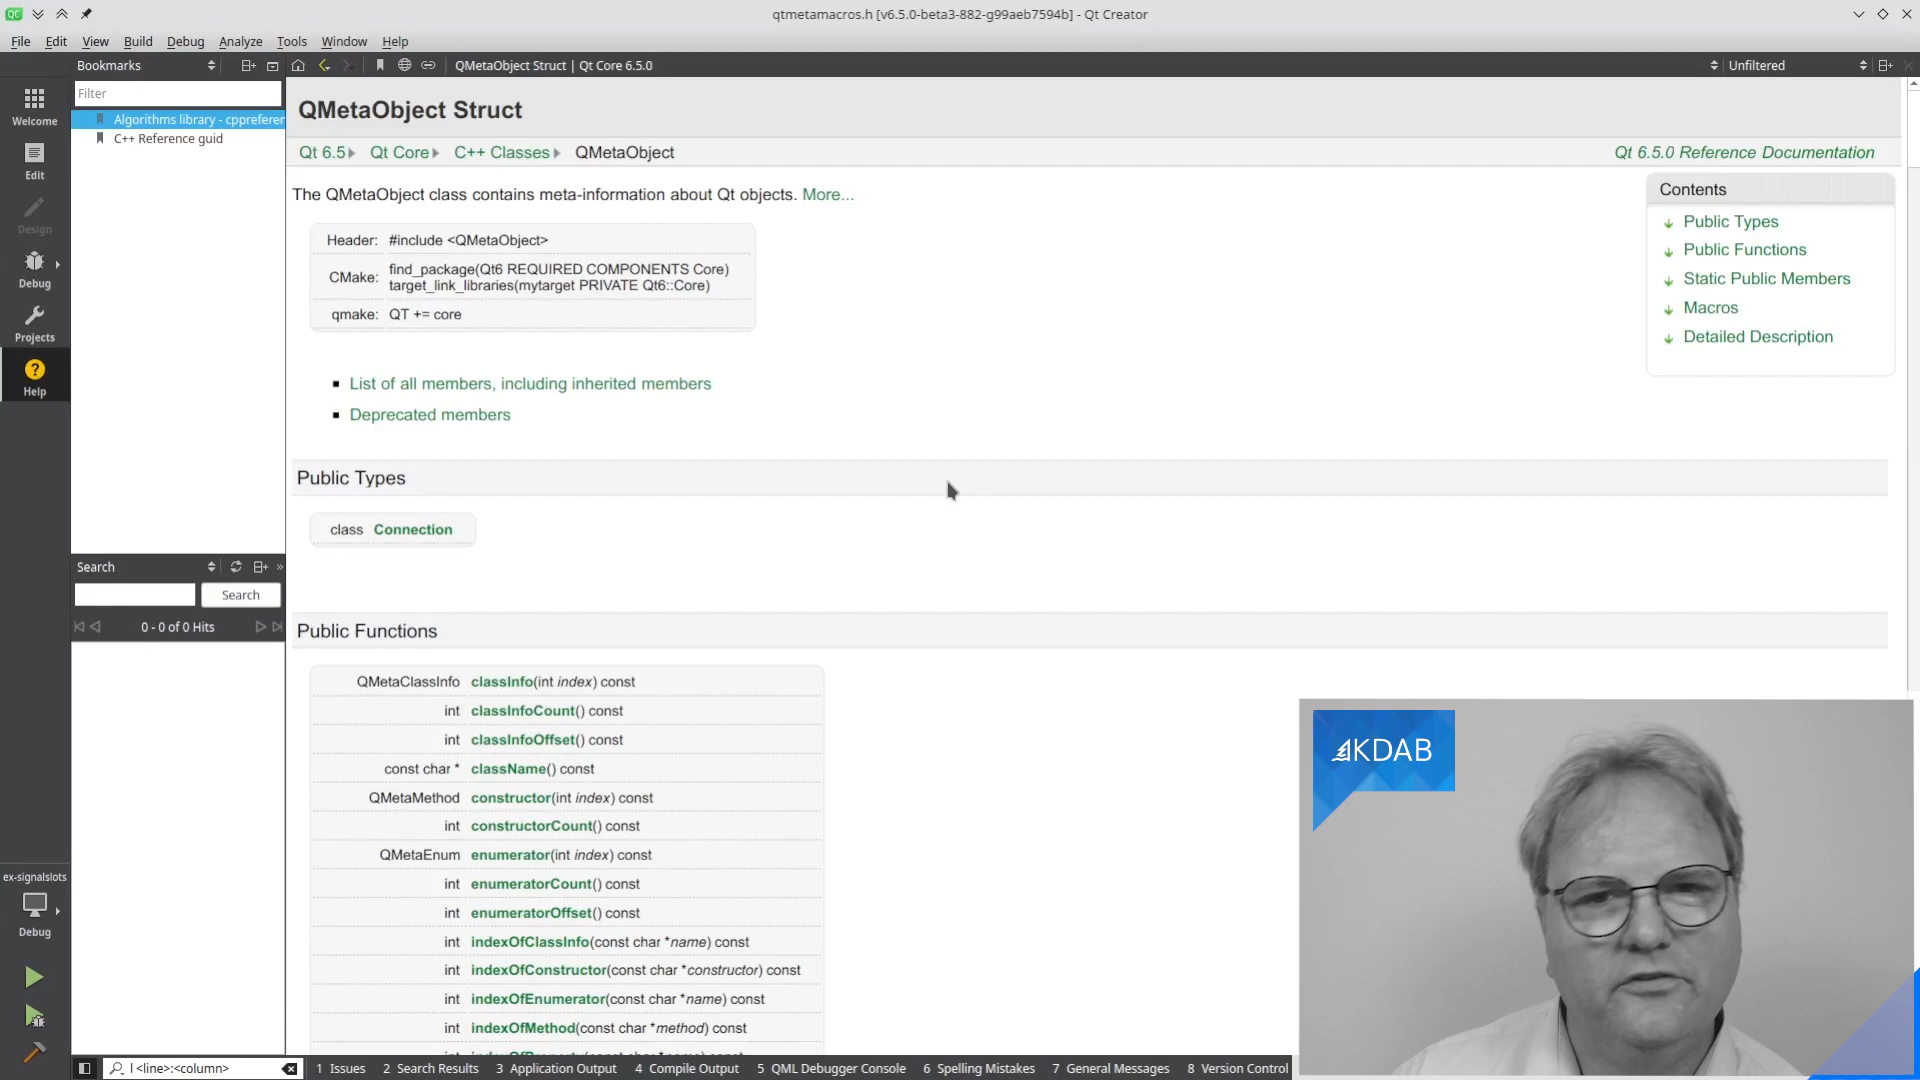 qtmetamacros.h [v6.5.0-beta3-882-g99aeb7594b] - Qt Creator
File Edit View Build Debug Analyze Tools Window Help
Bookmarks
QMetaObject Struct | Qt Core 6.5.0
Unfiltered
Filter
Algorithms library - cppreferen
C++ Reference guid
Welcome
Edit
Design
Debug
Projects
Help
QMetaObject Struct
Qt 6.5 Qt Core C++ Classes QMetaObject
Qt 6.5.0 Reference Documentation
The QMetaObject class contains meta-information about Qt objects. More...
Contents
Public Types
Public Functions
Static Public Members
Macros
Detailed Description
Header: #include <QMetaObject>
CMake: find_package(Qt6 REQUIRED COMPONENTS Core)
target_link_libraries(mytarget PRIVATE Qt6::Core)
qmake: QT += core
List of all members, including inherited members
Deprecated members
Public Types
class Connection
Public Functions
QMetaClassInfo classInfo(int index) const
int classInfoCount() const
int classInfoOffset() const
const char * className() const
QMetaMethod constructor(int index) const
int constructorCount() const
QMetaEnum enumerator(int index) const
int enumeratorCount() const
int enumeratorOffset() const
int indexOfClassInfo(const char *name) const
int indexOfConstructor(const char *constructor) const
int indexOfEnumerator(const char *name) const
int indexOfMethod(const char *method) const
Search
Search
0 - 0 of 0 Hits
ex-signalslots
Debug
KDAB
l <line>:<column>
1 Issues 2 Search Results 3 Application Output 4 Compile Output 5 QML Debugger Console 6 Spelling Mistakes 7 General Messages 8 Version Control